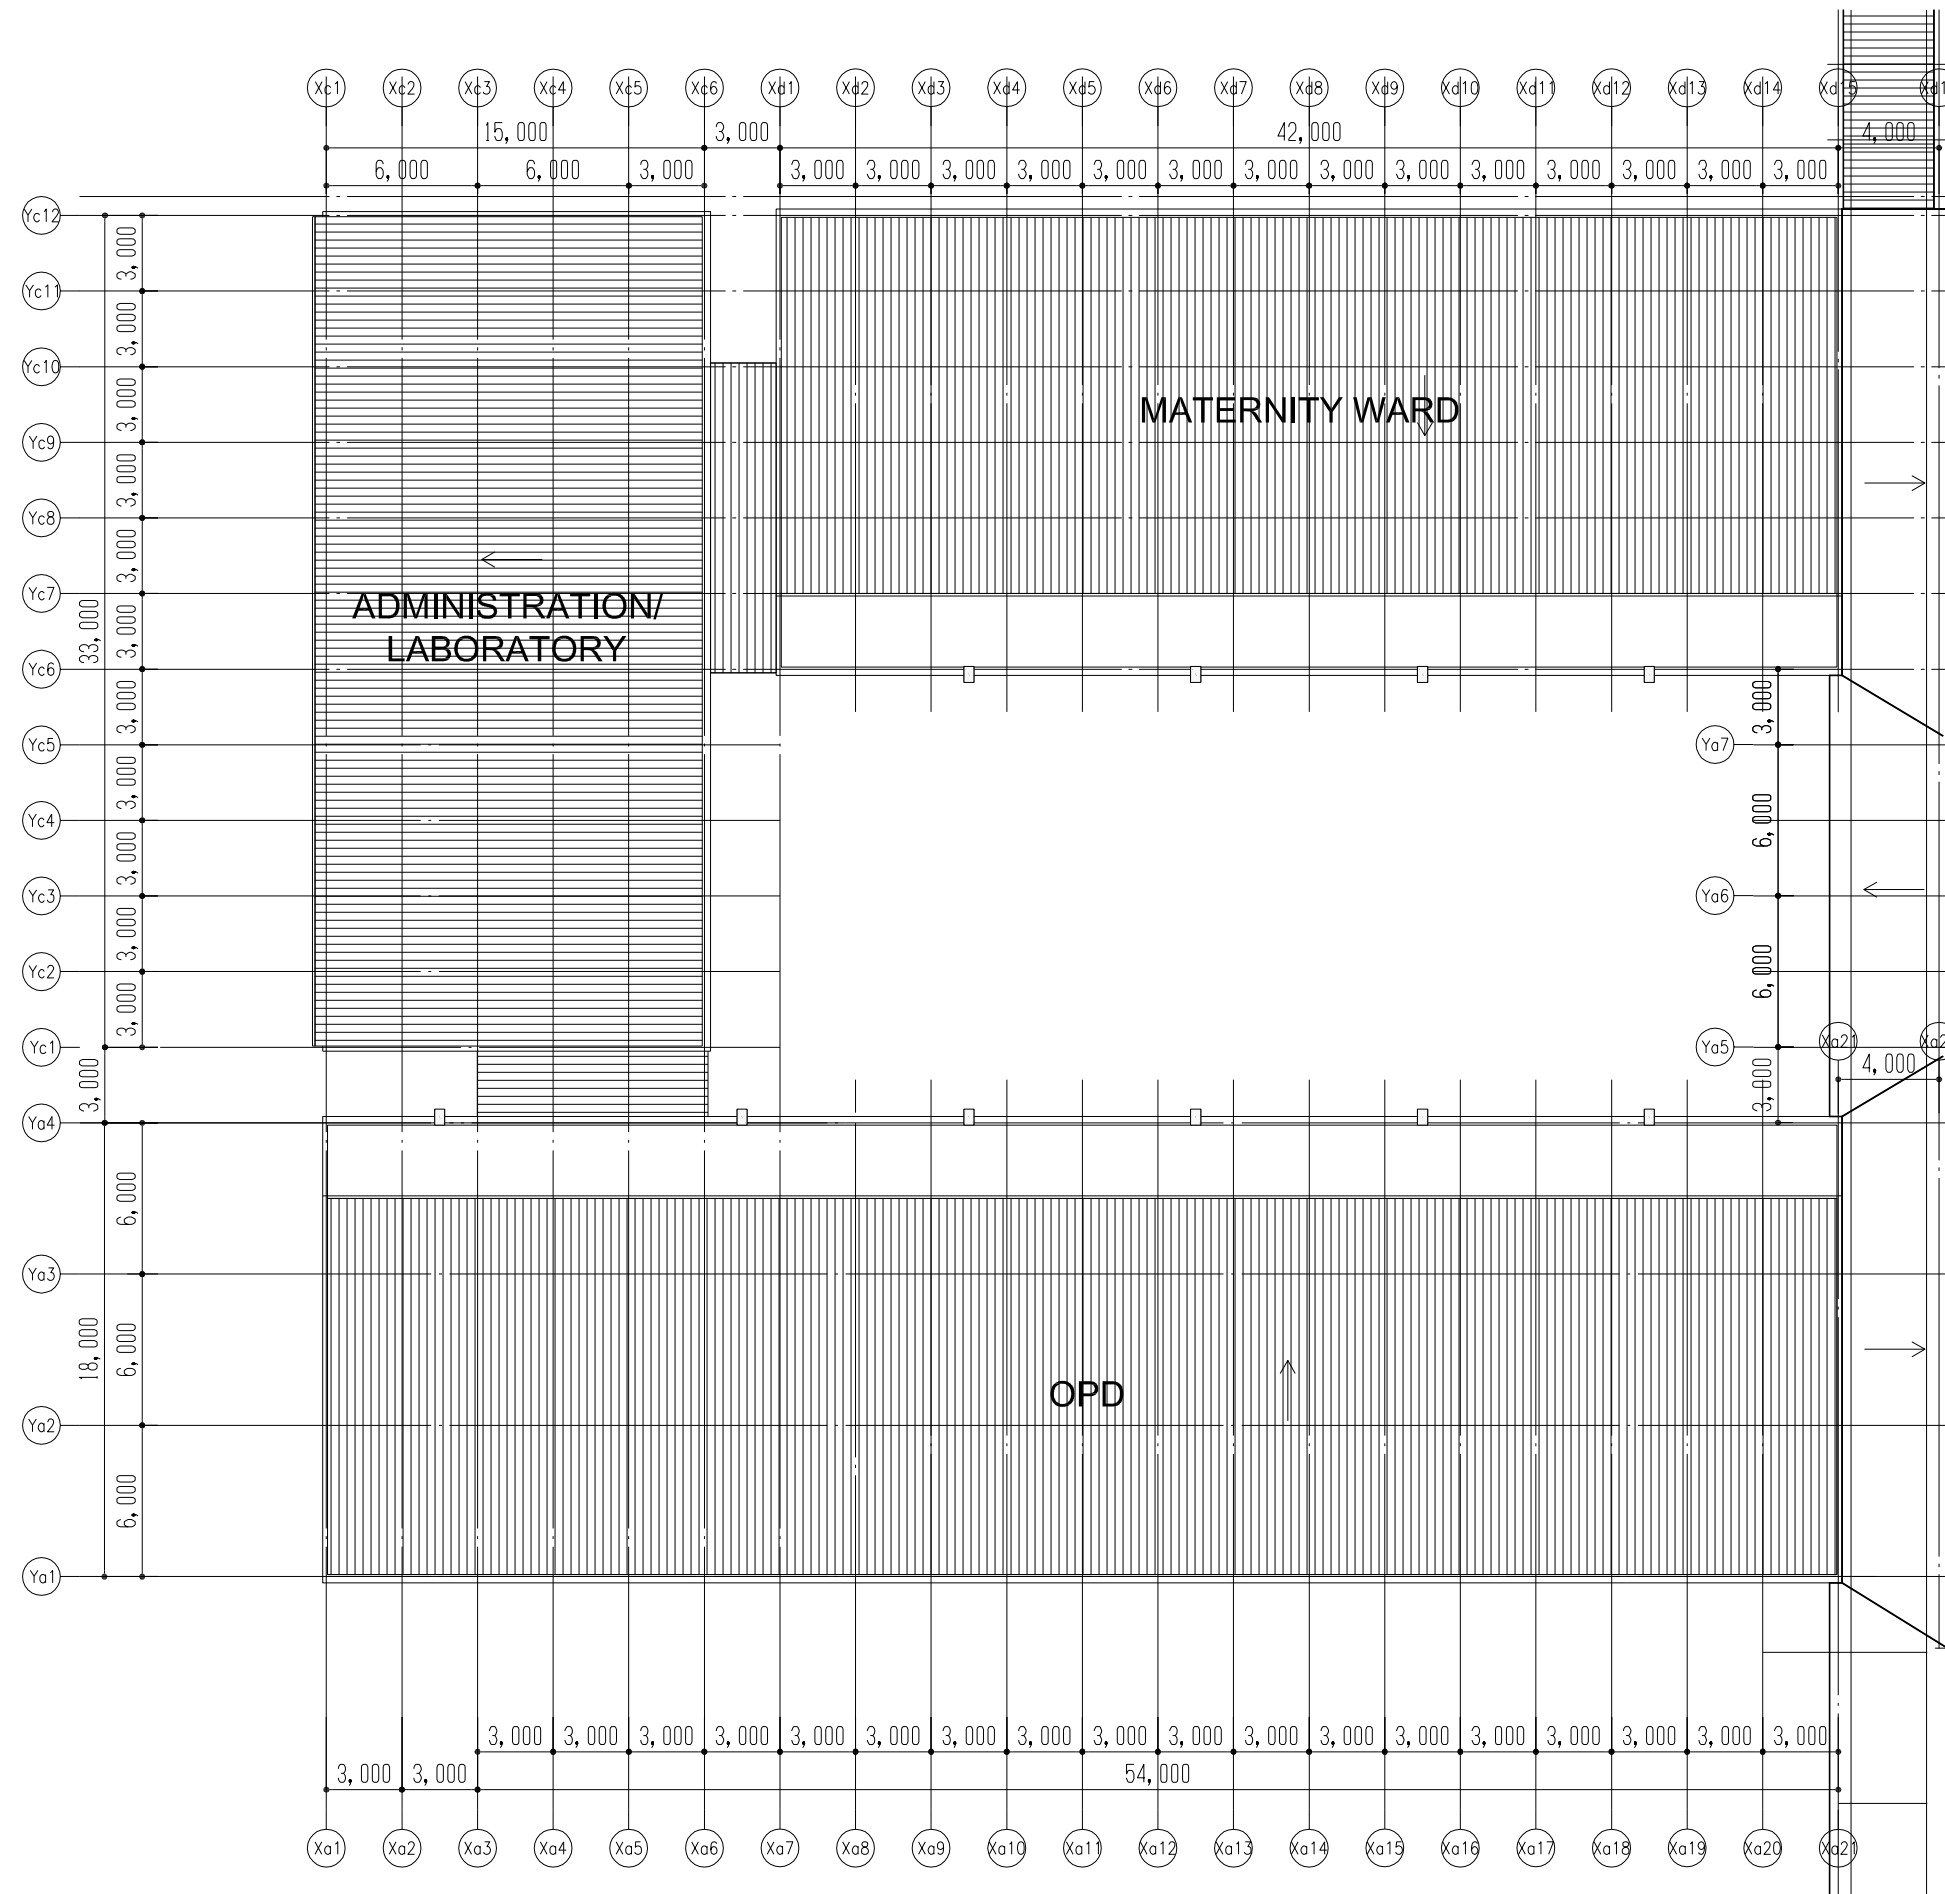 Xc1 Xc2 Xc3 Xc4 Xc5 Xc6 Xd1 Xd2 Xd3 Xd4 Xd5 Xd6 Xd7 Xd8 Xd9 Xd10 Xd11 Xd12 Xd13 Xd14 Xd15
15,000 3,000 42,000 4,000
6,000 6,000 3,000 3,000 3,000 3,000 3,000 3,000 3,000 3,000 3,000 3,000 3,000 3,000 3,000 3,000 3,000
Yc12
3,000
Yc11
3,000
Yc10
3,000
MATERNITY WARD
Yc9
3,000
Yc8
3,000
Yc7
ADMINISTRATION/
LABORATORY
33,000
3,000
Yc6
3,000
3,000
Yc5
Ya7
3,000
6,000
Yc4
3,000
Yc3
Ya6
3,000
6,000
Yc2
3,000
Yc1
Ya5
Xa21
4,000
3,000
3,000
Ya4
6,000
Ya3
18,000
6,000
OPD
Ya2
6,000
Ya1
3,000 3,000 3,000 3,000 3,000 3,000 3,000 3,000 3,000 3,000 3,000 3,000 3,000 3,000 3,000 3,000 3,000 3,000
3,000 3,000 54,000
Xa1 Xa2 Xa3 Xa4 Xa5 Xa6 Xa7 Xa8 Xa9 Xa10 Xa11 Xa12 Xa13 Xa14 Xa15 Xa16 Xa17 Xa18 Xa19 Xa20 Xa21